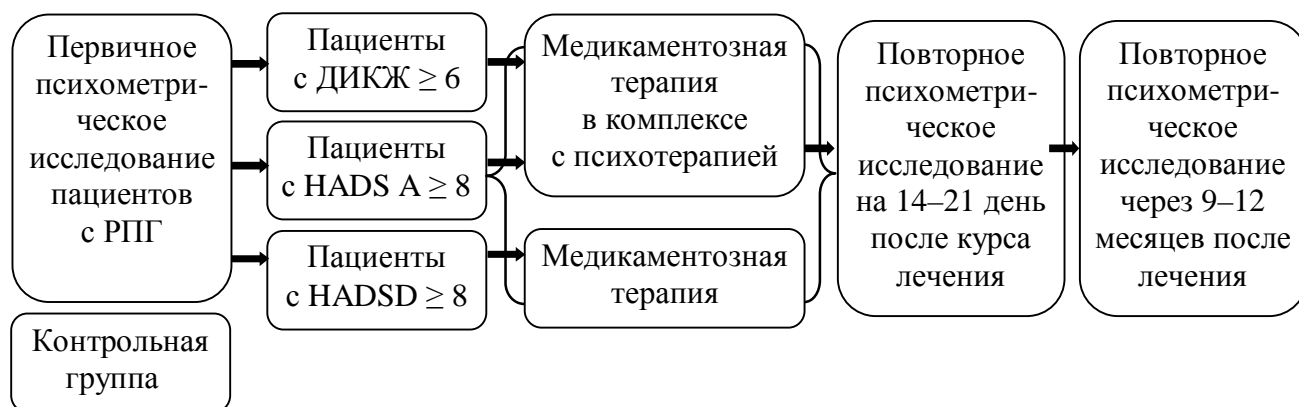 Первичное
психометри-
ческое
исследование
пациентов
с РПГ
Контрольная
группа
Пациенты
с ДИКЖ ≥ 6
Пациенты
с HADS A ≥ 8
Пациенты
с HADSD ≥ 8
Медикаментозная
терапия
в комплексе
с психотерапией
Медикаментозная
терапия
Повторное
психометри-
ческое
исследование
на 14–21 день
после курса
лечения
Повторное
психометри-
ческое
исследование
через 9–12
месяцев после
лечения